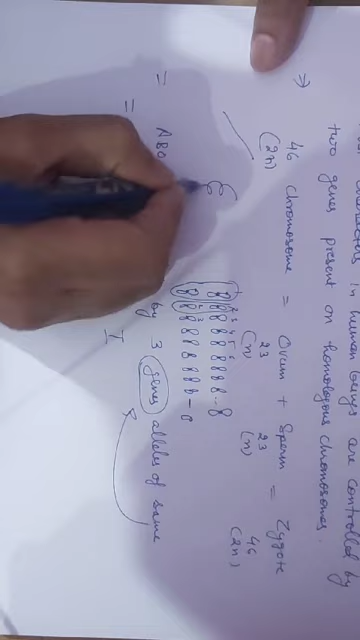 characters in human beings are controlled by
two genes present on homologous chromosomes.
⇒ 46 chromosome = Ovum + Sperm = Zygote
(2n) 23 23 46
(n) (n) (2n)
= ABO by 3 genes alleles of same
= I